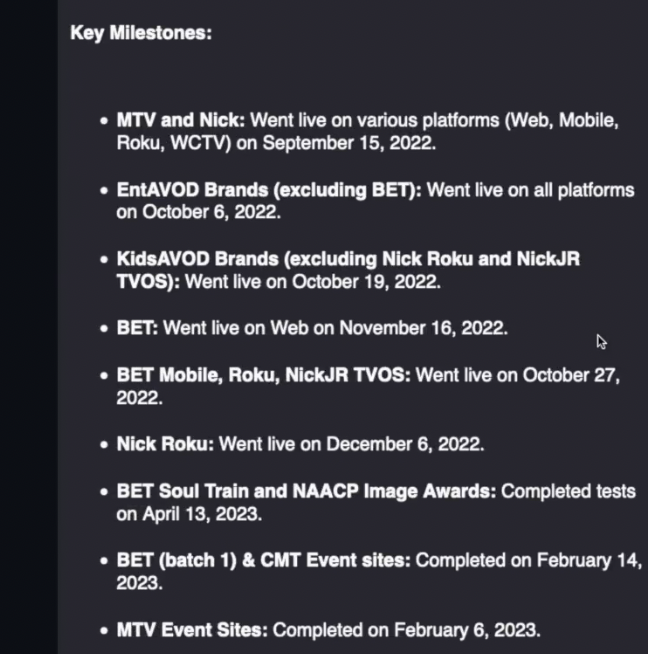 Key Milestones:
• MTV and Nick: Went live on various platforms (Web, Mobile,
Roku, WCTV) on September 15, 2022.
• EntAVOD Brands (excluding BET): Went live on all platforms
on October 6, 2022.
• KidsAVOD Brands (excluding Nick Roku and NickJR
TVOS): Went live on October 19, 2022.
• BET: Went live on Web on November 16, 2022.
• BET Mobile, Roku, NickJR TVOS: Went live on October 27,
2022.
• Nick Roku: Went live on December 6, 2022.
• BET Soul Train and NAACP Image Awards: Completed tests
on April 13, 2023.
• BET (batch 1) & CMT Event sites: Completed on February 14,
2023.
• MTV Event Sites: Completed on February 6, 2023.